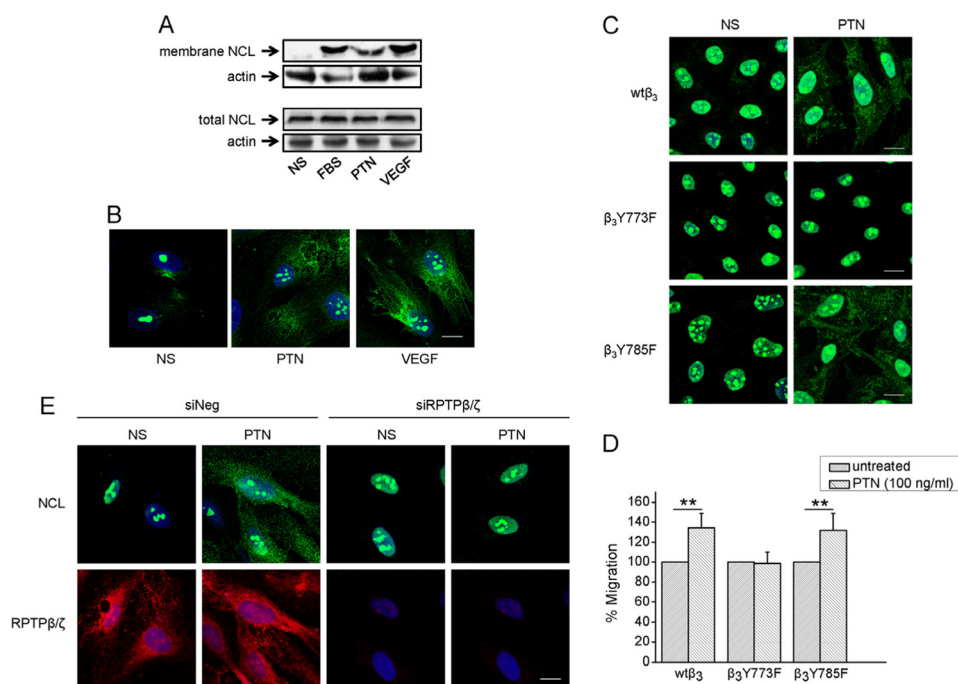 A
membrane NCL
actin
total NCL
actin
NS FBS PTN VEGF
B
NS PTN VEGF
C
NS PTN
wtβ₃
β₃Y773F
β₃Y785F
D
untreated
PTN (100 ng/ml)
% Migration
160
140
120
100
80
60
40
20
0
** **
wtβ₃ β₃Y773F β₃Y785F
E
siNeg siRPTPβ/ζ
NS PTN NS PTN
NCL
RPTPβ/ζ